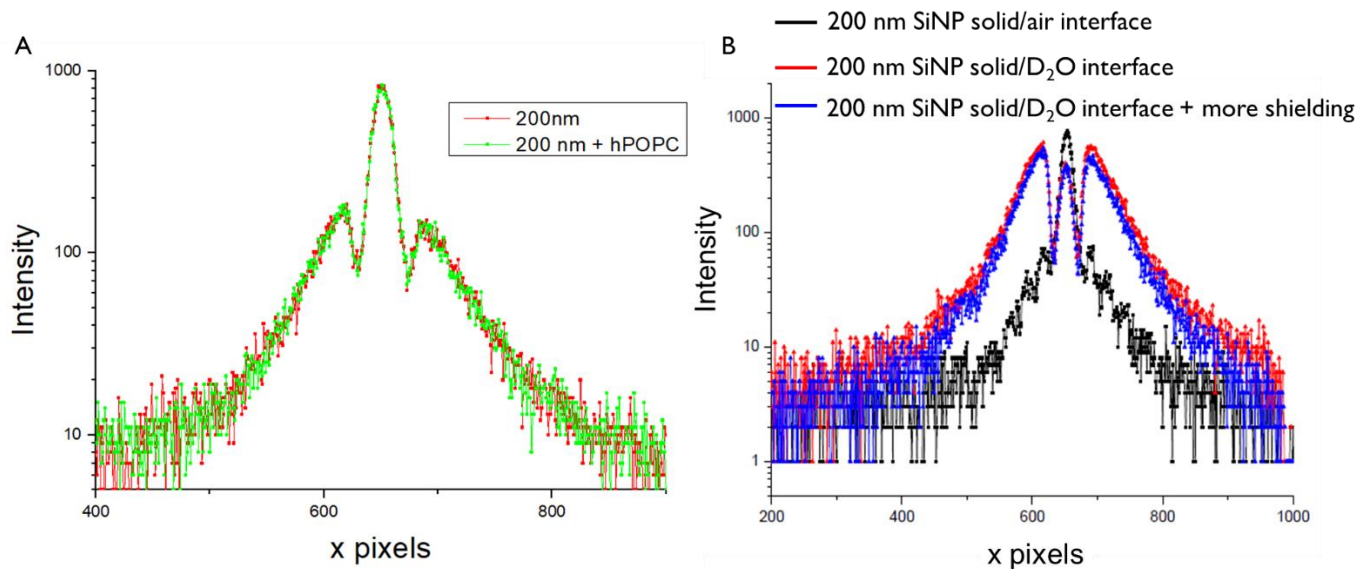 A
1000
100
10
Intensity
400
600
800
x pixels
200nm
200 nm + hPOPC
B
200 nm SiNP solid/air interface
200 nm SiNP solid/D₂O interface
200 nm SiNP solid/D₂O interface + more shielding
1000
100
10
1
Intensity
200
400
600
800
1000
x pixels